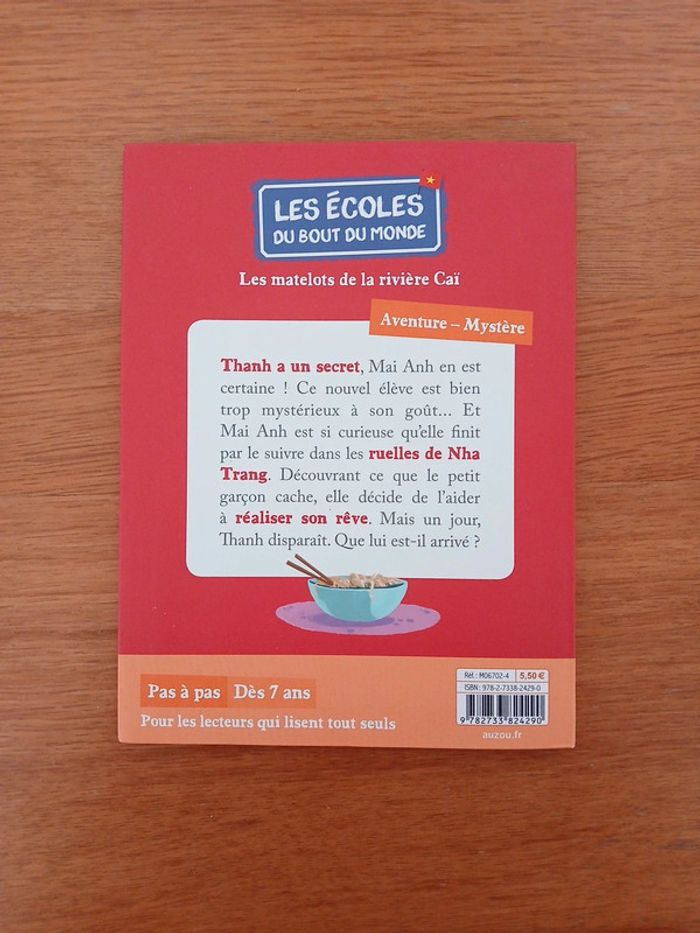 LES ÉCOLES
DU BOUT DU MONDE
Les matelots de la rivière Caï
Aventure – Mystère
Thanh a un secret, Mai Anh en est
certaine ! Ce nouvel élève est bien
trop mystérieux à son goût... Et
Mai Anh est si curieuse qu'elle finit
par le suivre dans les ruelles de Nha
Trang. Découvrant ce que le petit
garçon cache, elle décide de l'aider
à réaliser son rêve. Mais un jour,
Thanh disparaît. Que lui est-il arrivé ?
Pas à pas Dès 7 ans
Pour les lecteurs qui lisent tout seuls
Réf. : M06702-4 5,50 €
ISBN : 978-2-7338-2429-0
9 782733 824290
auzou.fr